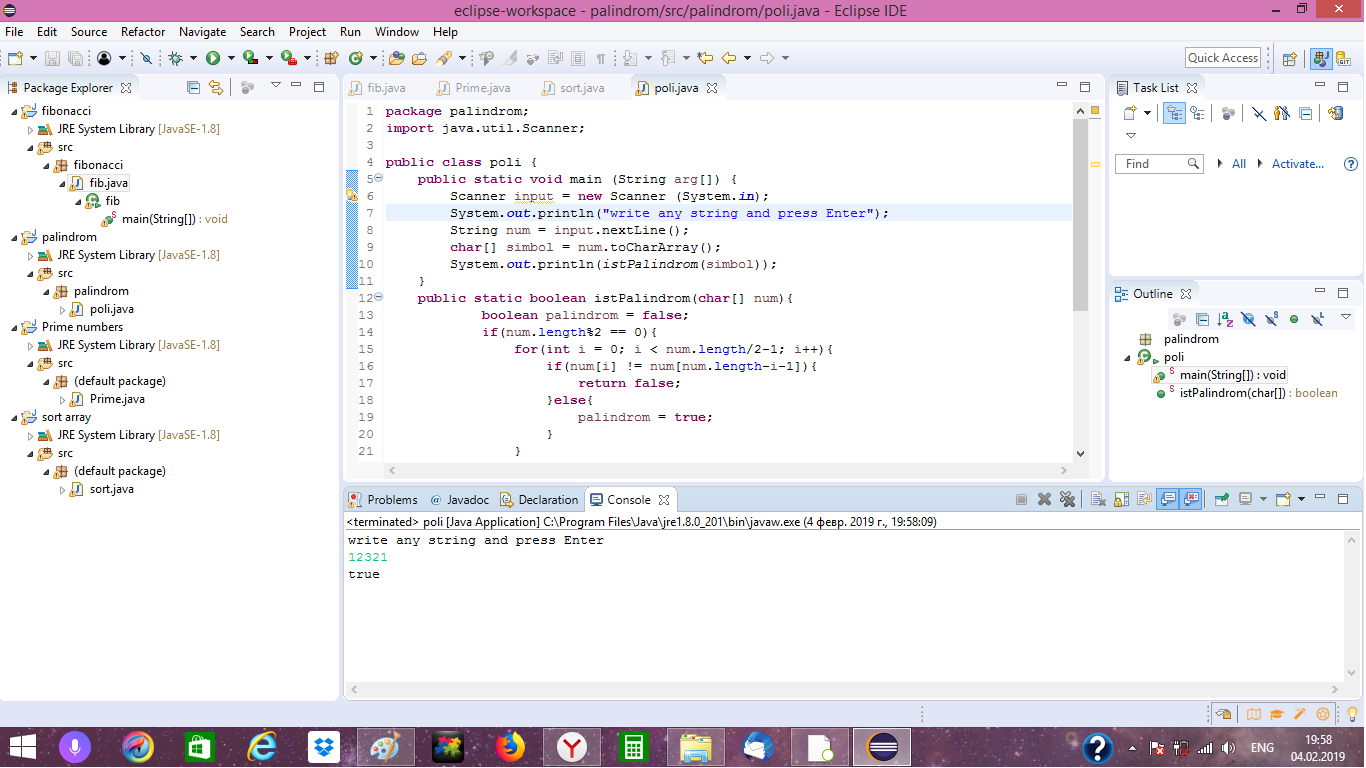 eclipse-workspace - palindrom/src/palindrom/poli.java - Eclipse IDE
File Edit Source Refactor Navigate Search Project Run Window Help
Quick Access
Package Explorer
fibonacci
JRE System Library [JavaSE-1.8]
src
fibonacci
fib.java
fib
main(String[]) : void
palindrom
JRE System Library [JavaSE-1.8]
src
palindrom
poli.java
Prime numbers
JRE System Library [JavaSE-1.8]
src
(default package)
Prime.java
sort array
JRE System Library [JavaSE-1.8]
src
(default package)
sort.java
fib.java Prime.java sort.java poli.java
1 package palindrom;
2 import java.util.Scanner;
3
4 public class poli {
5 public static void main (String arg[]) {
6 Scanner input = new Scanner (System.in);
7 System.out.println("write any string and press Enter");
8 String num = input.nextLine();
9 char[] simbol = num.toCharArray();
10 System.out.println(istPalindrom(simbol));
11 }
12 public static boolean istPalindrom(char[] num){
13 boolean palindrom = false;
14 if(num.length%2 == 0){
15 for(int i = 0; i < num.length/2-1; i++){
16 if(num[i] != num[num.length-i-1]){
17 return false;
18 }else{
19 palindrom = true;
20 }
21 }
Task List
Find All Activate...
Outline
palindrom
poli
main(String[]) : void
istPalindrom(char[]) : boolean
Problems @ Javadoc Declaration Console
<terminated> poli [Java Application] C:\Program Files\Java\jre1.8.0_201\bin\javaw.exe (4 февр. 2019 г., 19:58:09)
write any string and press Enter
12321
true
ENG
19:58
04.02.2019